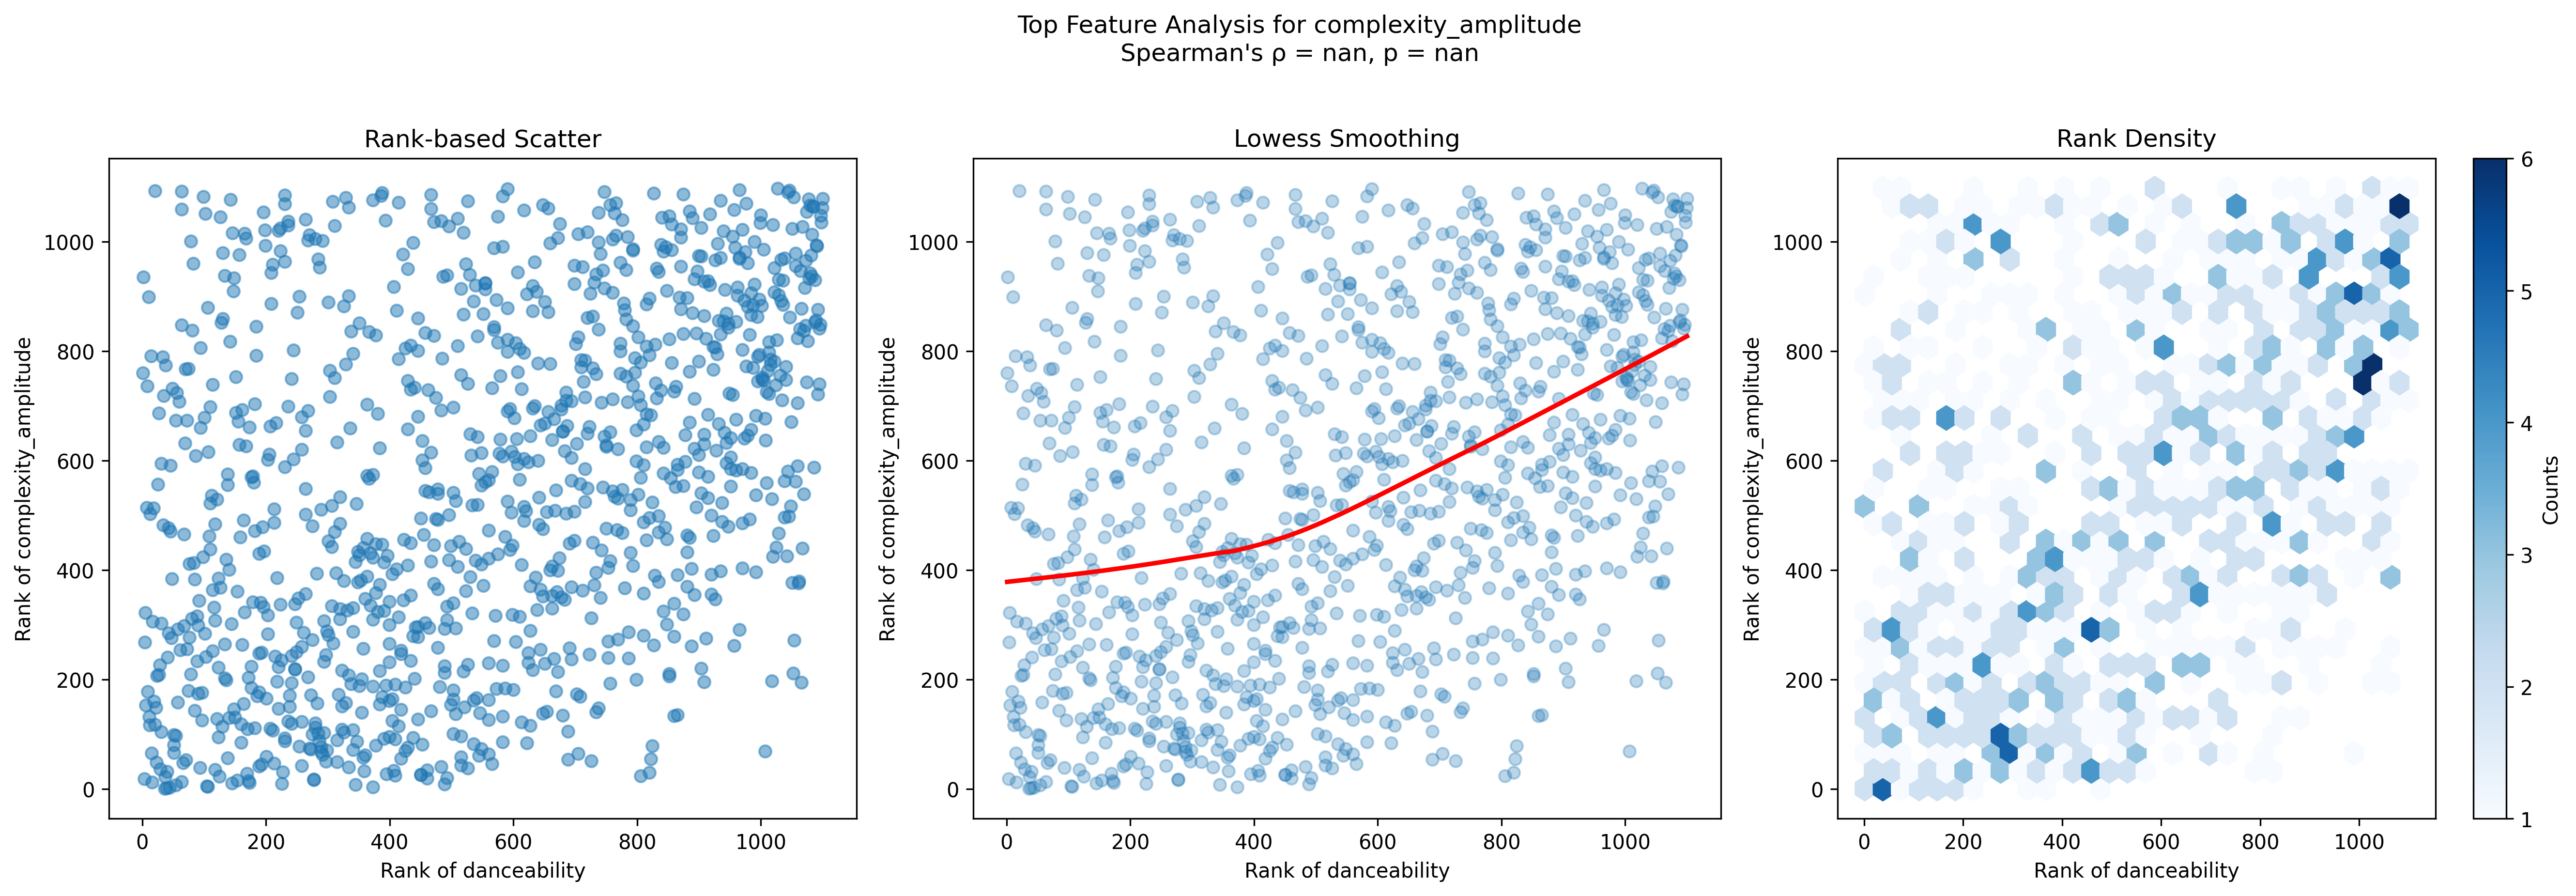 Top Feature Analysis for complexity_amplitude
Spearman's ρ = nan, p = nan
Rank-based Scatter
Rank of complexity_amplitude
1000
800
600
400
200
0
0 200 400 600 800 1000
Rank of danceability
Lowess Smoothing
Rank of complexity_amplitude
1000
800
600
400
200
0
0 200 400 600 800 1000
Rank of danceability
Rank Density
Rank of complexity_amplitude
1000
800
600
400
200
0
0 200 400 600 800 1000
Rank of danceability
6
5
4
3
2
1
Counts